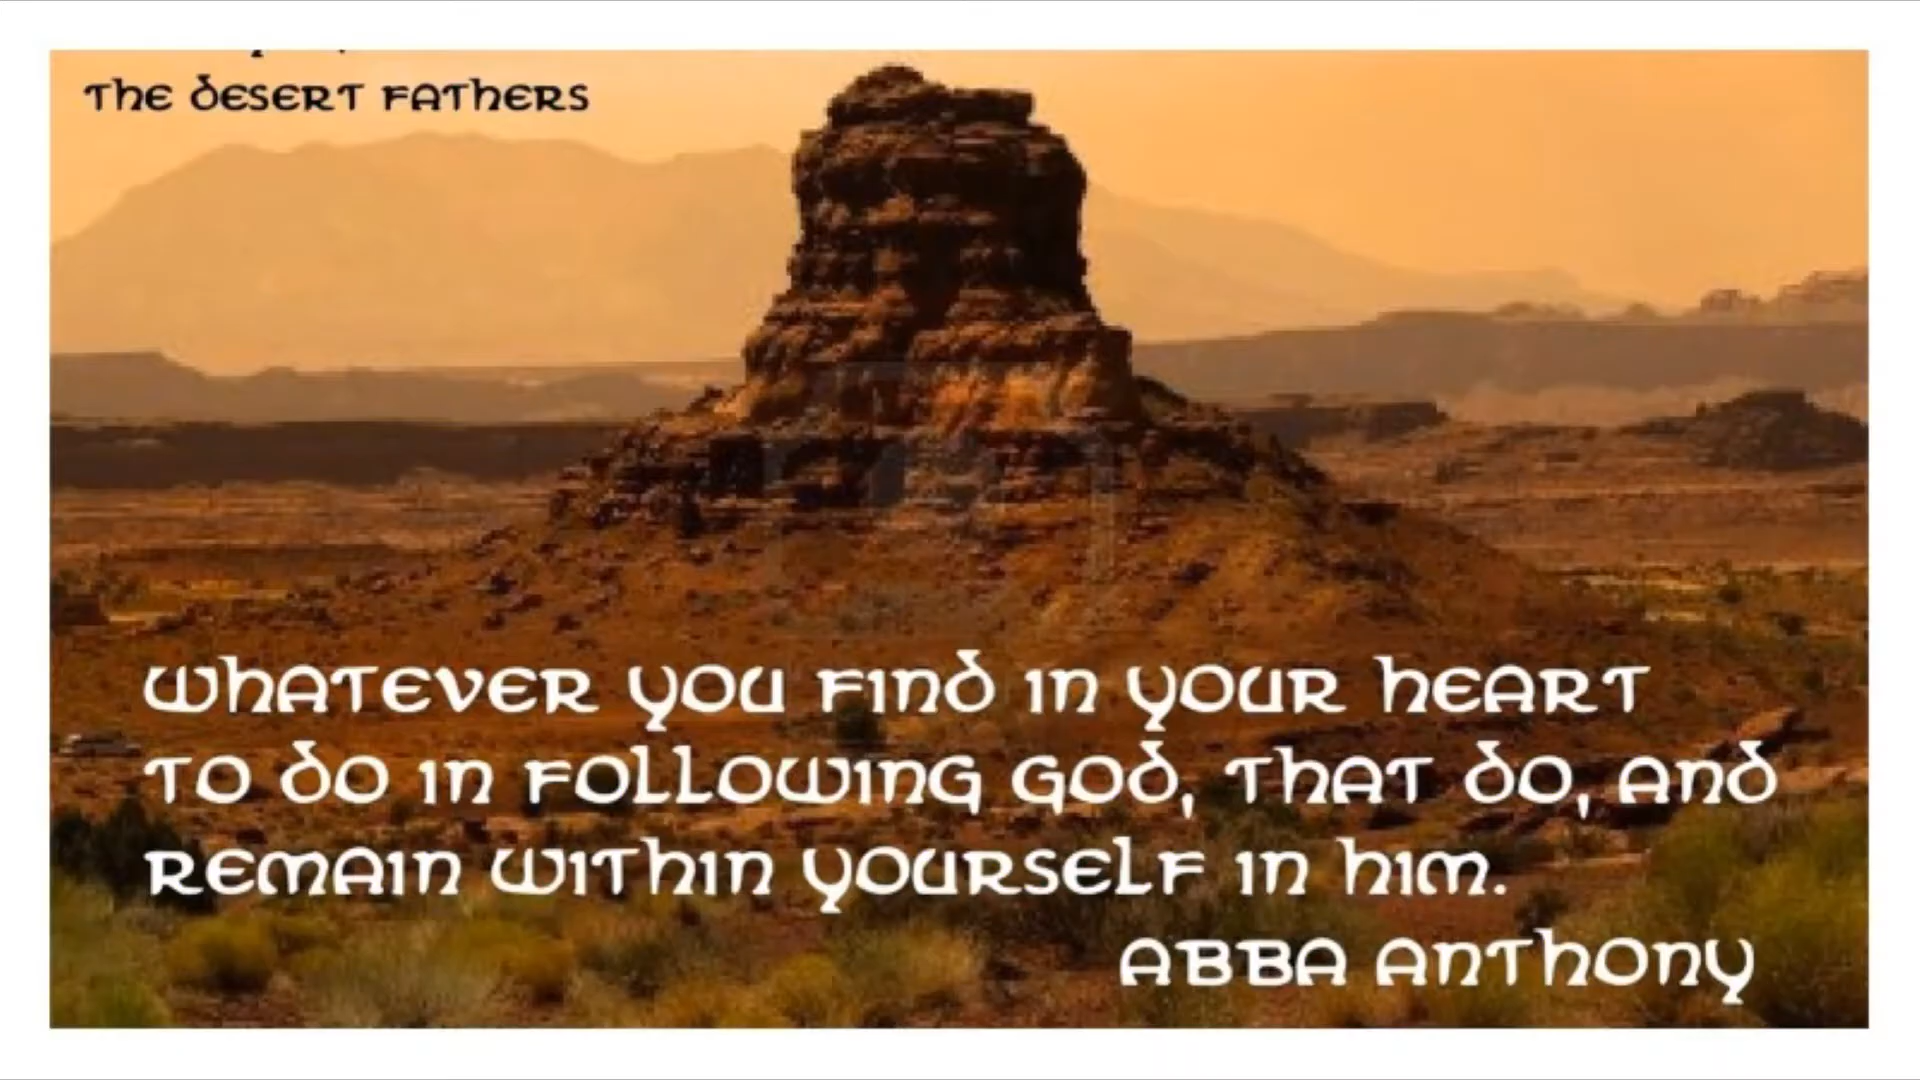 The Desert Fathers
Whatever you find in your heart
to do in following God, that do, and
remain within yourself in Him.
Abba Anthony